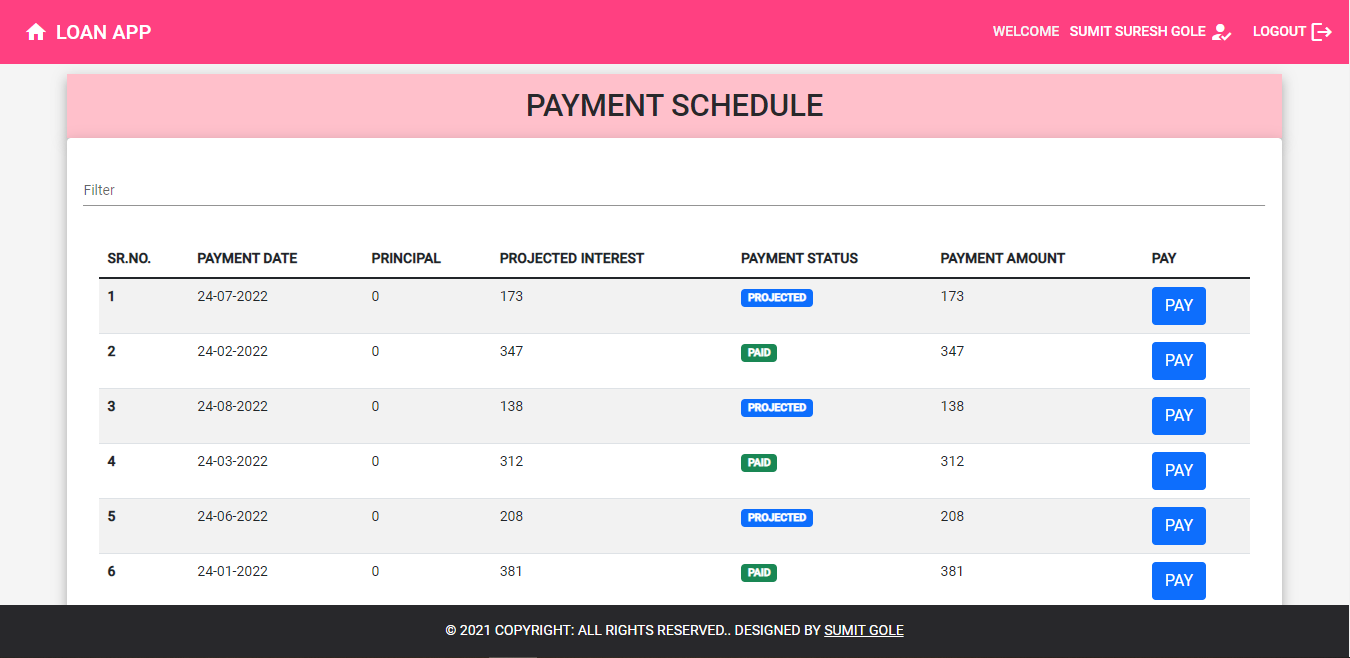 LOAN APP WELCOME SUMIT SURESH GOLE LOGOUT
PAYMENT SCHEDULE
Filter
SR.NO. PAYMENT DATE PRINCIPAL PROJECTED INTEREST PAYMENT STATUS PAYMENT AMOUNT PAY
1 24-07-2022 0 173 PROJECTED 173 PAY
2 24-02-2022 0 347 PAID 347 PAY
3 24-08-2022 0 138 PROJECTED 138 PAY
4 24-03-2022 0 312 PAID 312 PAY
5 24-06-2022 0 208 PROJECTED 208 PAY
6 24-01-2022 0 381 PAID 381 PAY
© 2021 COPYRIGHT: ALL RIGHTS RESERVED.. DESIGNED BY SUMIT GOLE